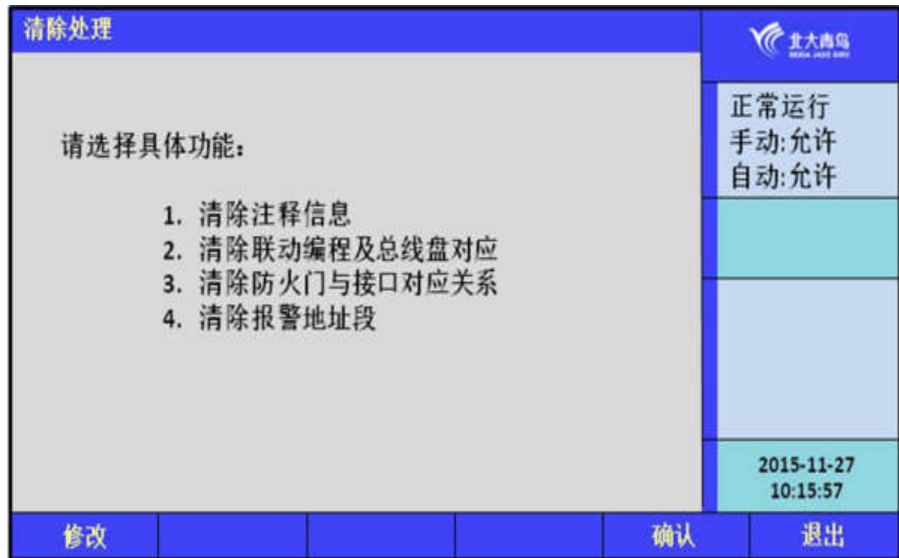 清除处理
北大青鸟
BEIDA JADE BIRD
请选择具体功能:
1. 清除注释信息
2. 清除联动编程及总线盘对应
3. 清除防火门与接口对应关系
4. 清除报警地址段
正常运行
手动:允许
自动:允许
2015-11-27
10:15:57
修改
确认
退出